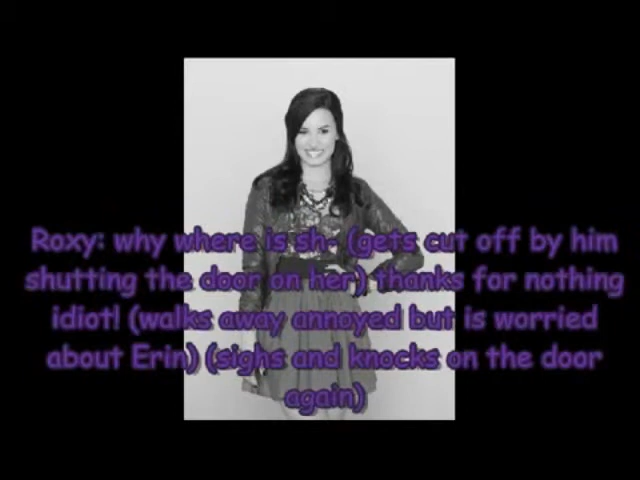 Roxy: why where is sh- (gets cut off by him
shutting the door on her) thanks for nothing
idiot! (walks away annoyed but is worried
about Erin) (sighs and knocks on the door
again)